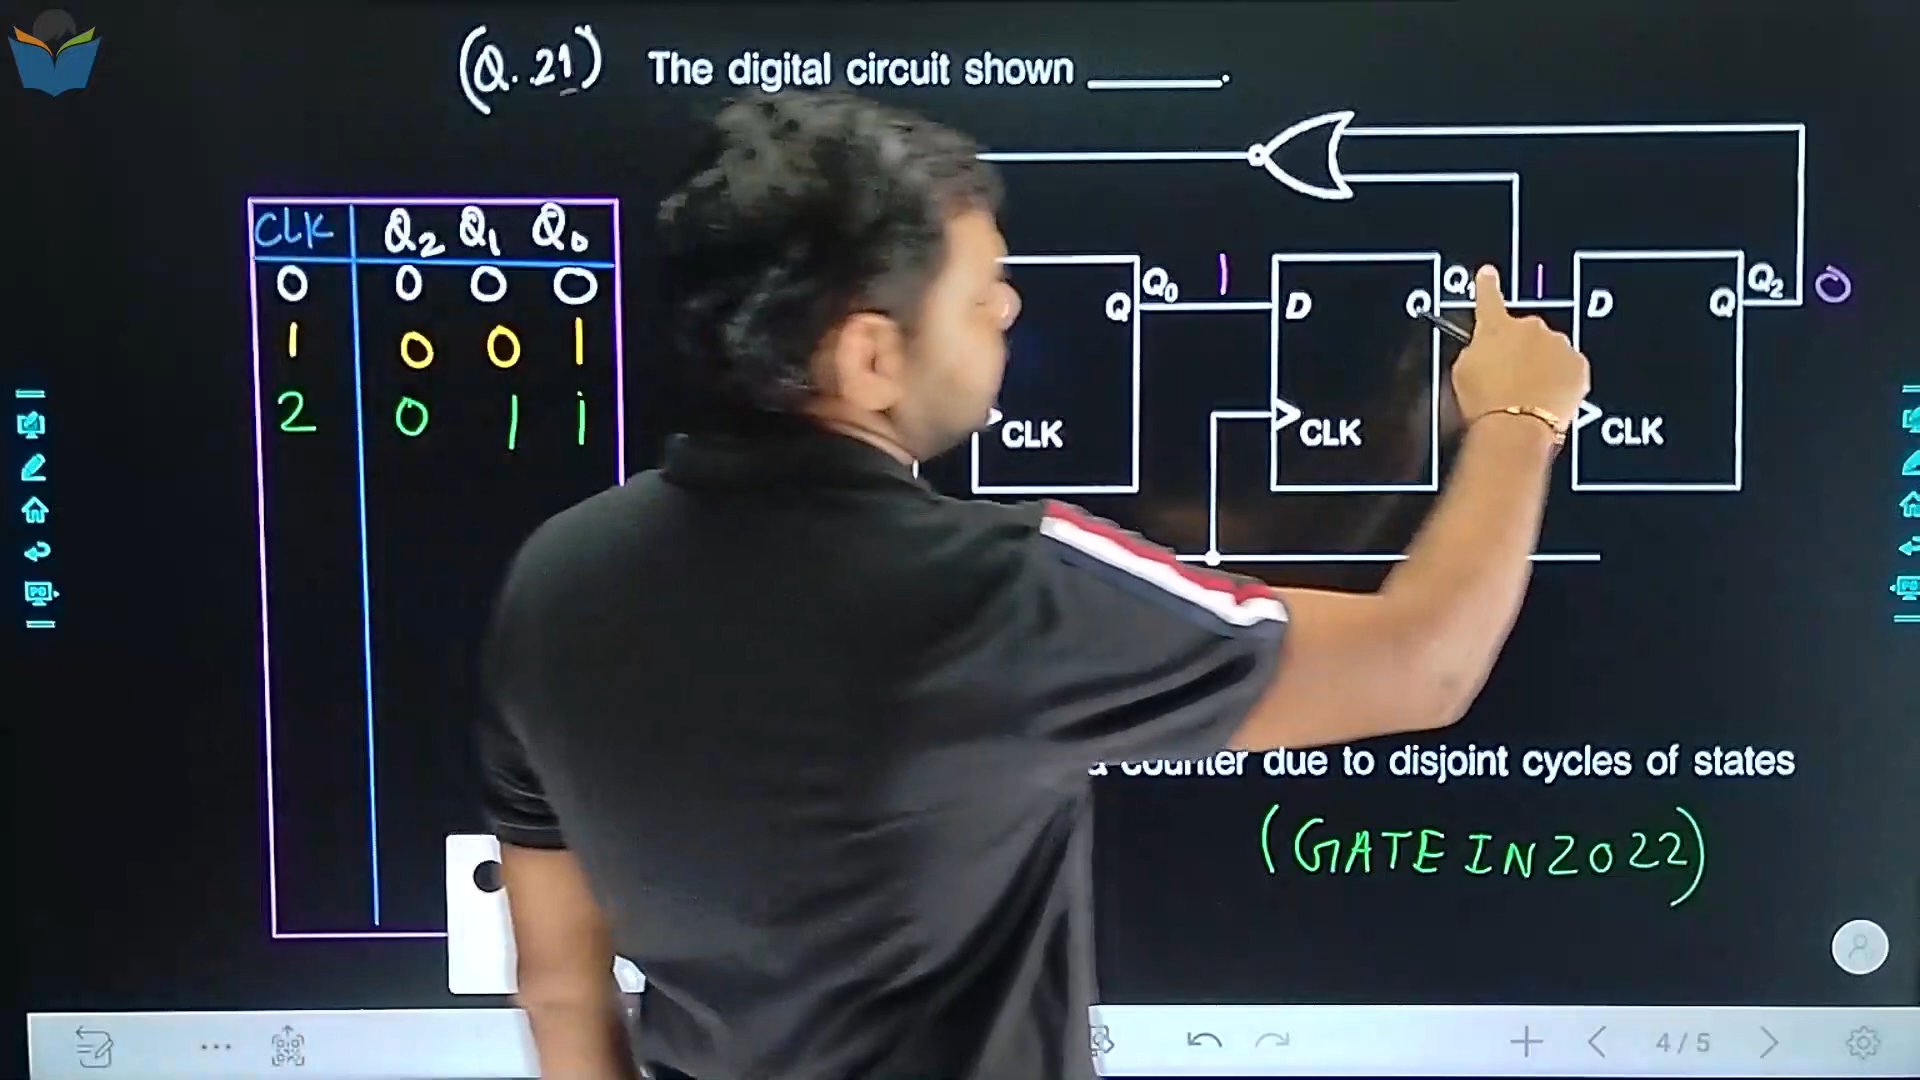 (Q.21) The digital circuit shown ______.
CLK Q2 Q1 Q0
0 0 0 0
1 0 0 1
2 0 1 1
Q Q0 1 D Q Q1 1 D Q Q2 0
CLK CLK CLK
a counter due to disjoint cycles of states
(GATE IN 2022)
4 / 5